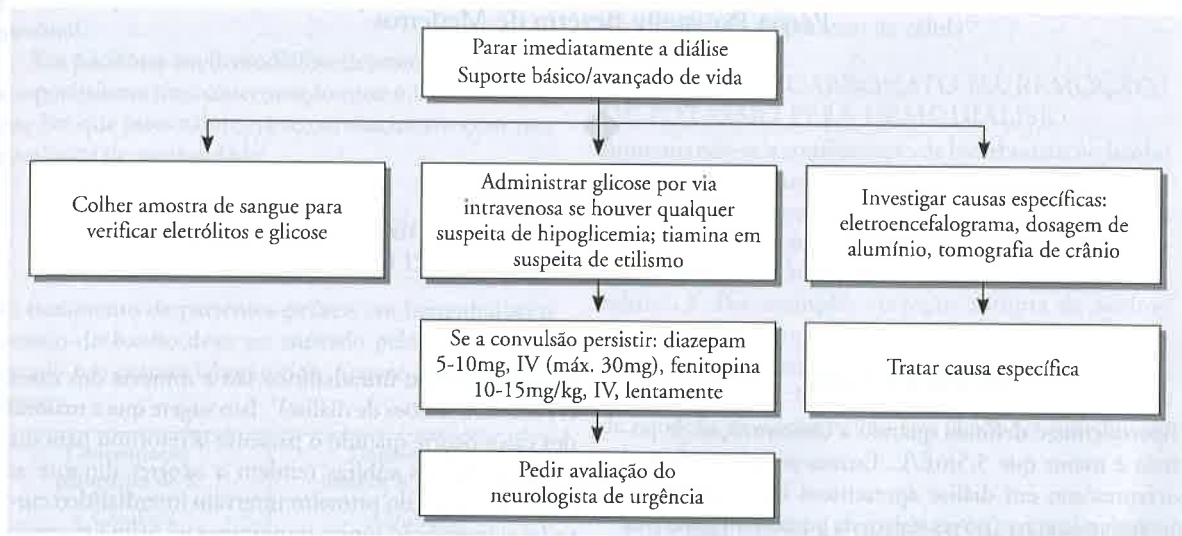 Parar imediatamente a diálise
Suporte básico/avançado de vida
Colher amostra de sangue para
verificar eletrólitos e glicose
Administrar glicose por via
intravenosa se houver qualquer
suspeita de hipoglicemia; tiamina em
suspeita de etilismo
Investigar causas específicas:
eletroencefalograma, dosagem de
alumínio, tomografia de crânio
Se a convulsão persistir: diazepam
5-10mg, IV (máx. 30mg), fenitopina
10-15mg/kg, IV, lentamente
Tratar causa específica
Pedir avaliação do
neurologista de urgência